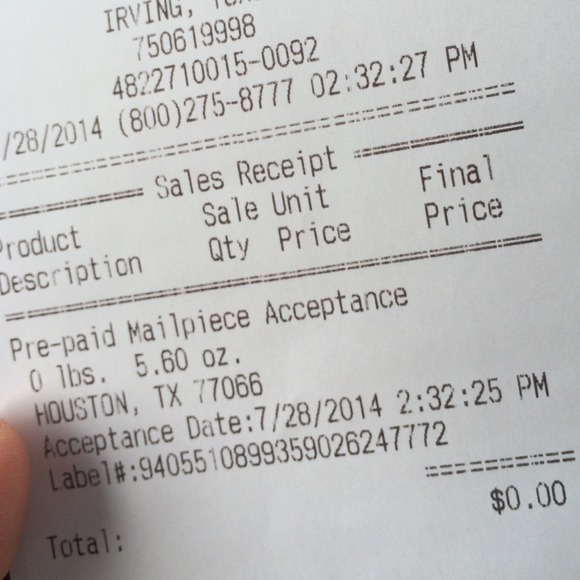 IRVING,
750619998
4822710015-0092
/28/2014 (800)275-8777 02:32:27 PM
Sales Receipt
Product Sale Unit Final
Description Qty Price Price
Pre-paid Mailpiece Acceptance
0 lbs. 5.60 oz.
HOUSTON, TX 77066
Acceptance Date:7/28/2014 2:32:25 PM
Label#:9405510899359026247772
$0.00
Total: